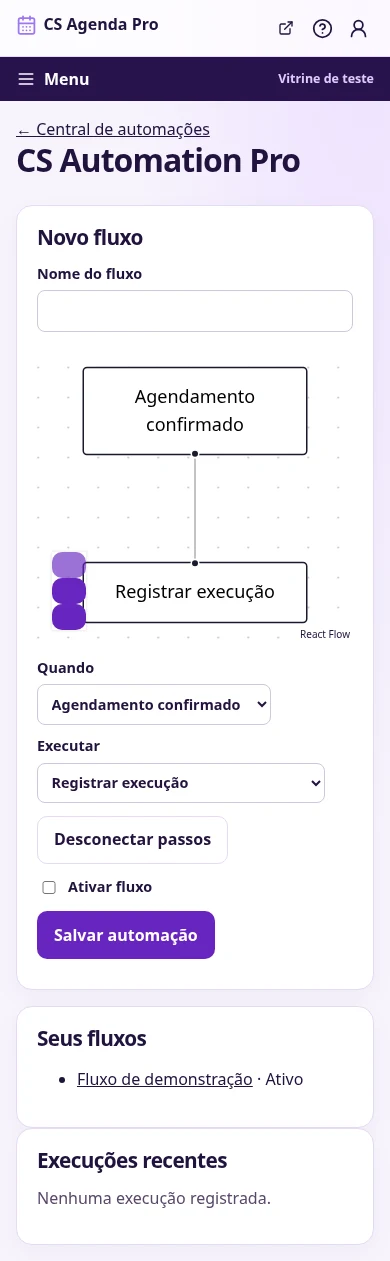 CS Agenda Pro
Menu
Vitrine de teste
← Central de automações
CS Automation Pro
Novo fluxo
Nome do fluxo
Agendamento
confirmado
Registrar execução
React Flow
Quando
Agendamento confirmado
Executar
Registrar execução
Desconectar passos
Ativar fluxo
Salvar automação
Seus fluxos
Fluxo de demonstração · Ativo
Execuções recentes
Nenhuma execução registrada.